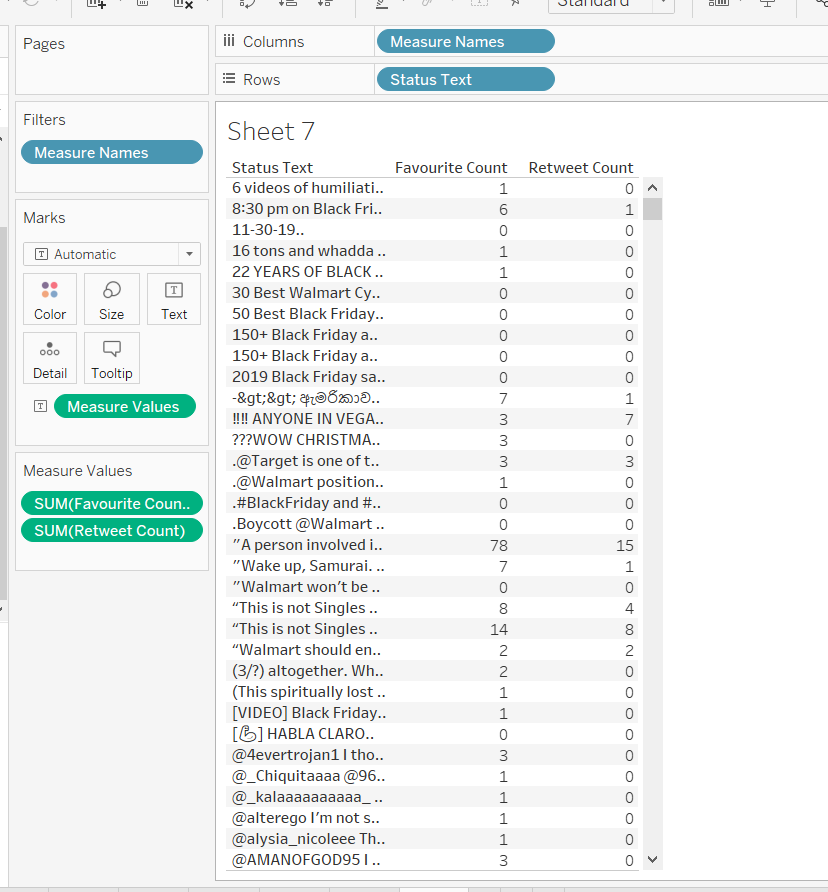 Standard
Pages
Columns
Measure Names
Rows
Status Text
Filters
Measure Names
Marks
Automatic
Color
Size
Text
Detail
Tooltip
Measure Values
Measure Values
SUM(Favourite Coun..
SUM(Retweet Count)
Sheet 7
Status Text Favourite Count Retweet Count
6 videos of humiliati.. 1 0
8:30 pm on Black Fri.. 6 1
11-30-19.. 0 0
16 tons and whadda .. 1 0
22 YEARS OF BLACK .. 1 0
30 Best Walmart Cy.. 0 0
50 Best Black Friday.. 0 0
150+ Black Friday a.. 0 0
150+ Black Friday a.. 0 0
2019 Black Friday sa.. 0 0
-&gt;&gt; ඇමරිකාව.. 7 1
!!!! ANYONE IN VEGA.. 3 7
???WOW CHRISTMA.. 3 0
.@Target is one of t.. 3 3
.@Walmart position.. 1 0
.#BlackFriday and #.. 0 0
.Boycott @Walmart .. 0 0
”A person involved i.. 78 15
”Wake up, Samurai. .. 7 1
”Walmart won’t be .. 0 0
“This is not Singles .. 8 4
“This is not Singles .. 14 8
“Walmart should en.. 2 2
(3/?) altogether. Wh.. 2 0
(This spiritually lost .. 1 0
[VIDEO] Black Friday.. 1 0
[💪] HABLA CLARO.. 0 0
@4evertrojan1 I tho.. 3 0
@_Chiquitaaaa @96.. 1 0
@_kalaaaaaaaaaa_ .. 1 0
@alterego I’m not s.. 1 0
@alysia_nicoleee Th.. 1 0
@AMANOFGOD95 I .. 3 0